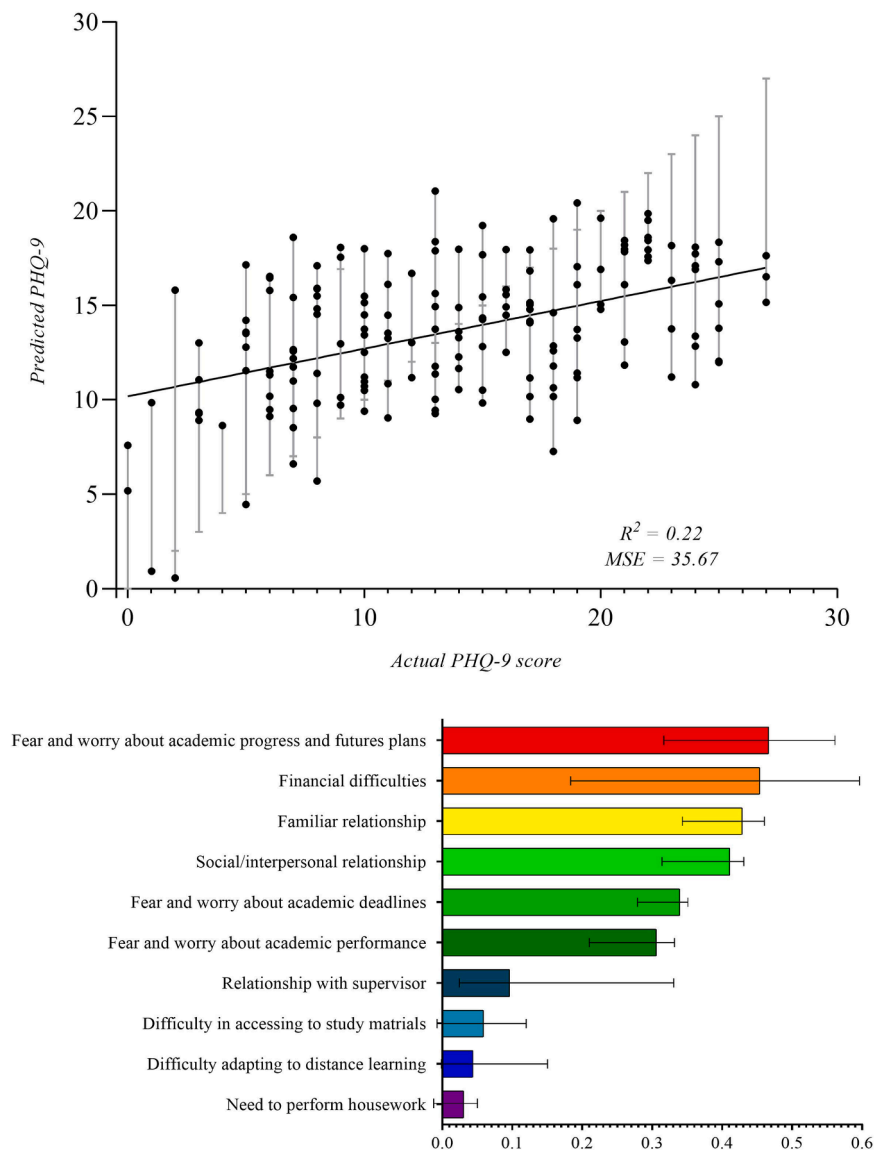 30
25
20
15
10
5
0
Predicted PHQ-9
R² = 0.22
MSE = 35.67
0 10 20 30
Actual PHQ-9 score
Fear and worry about academic progress and futures plans
Financial difficulties
Familiar relationship
Social/interpersonal relationship
Fear and worry about academic deadlines
Fear and worry about academic performance
Relationship with supervisor
Difficulty in accessing to study matrials
Difficulty adapting to distance learning
Need to perform housework
0.0 0.1 0.2 0.3 0.4 0.5 0.6